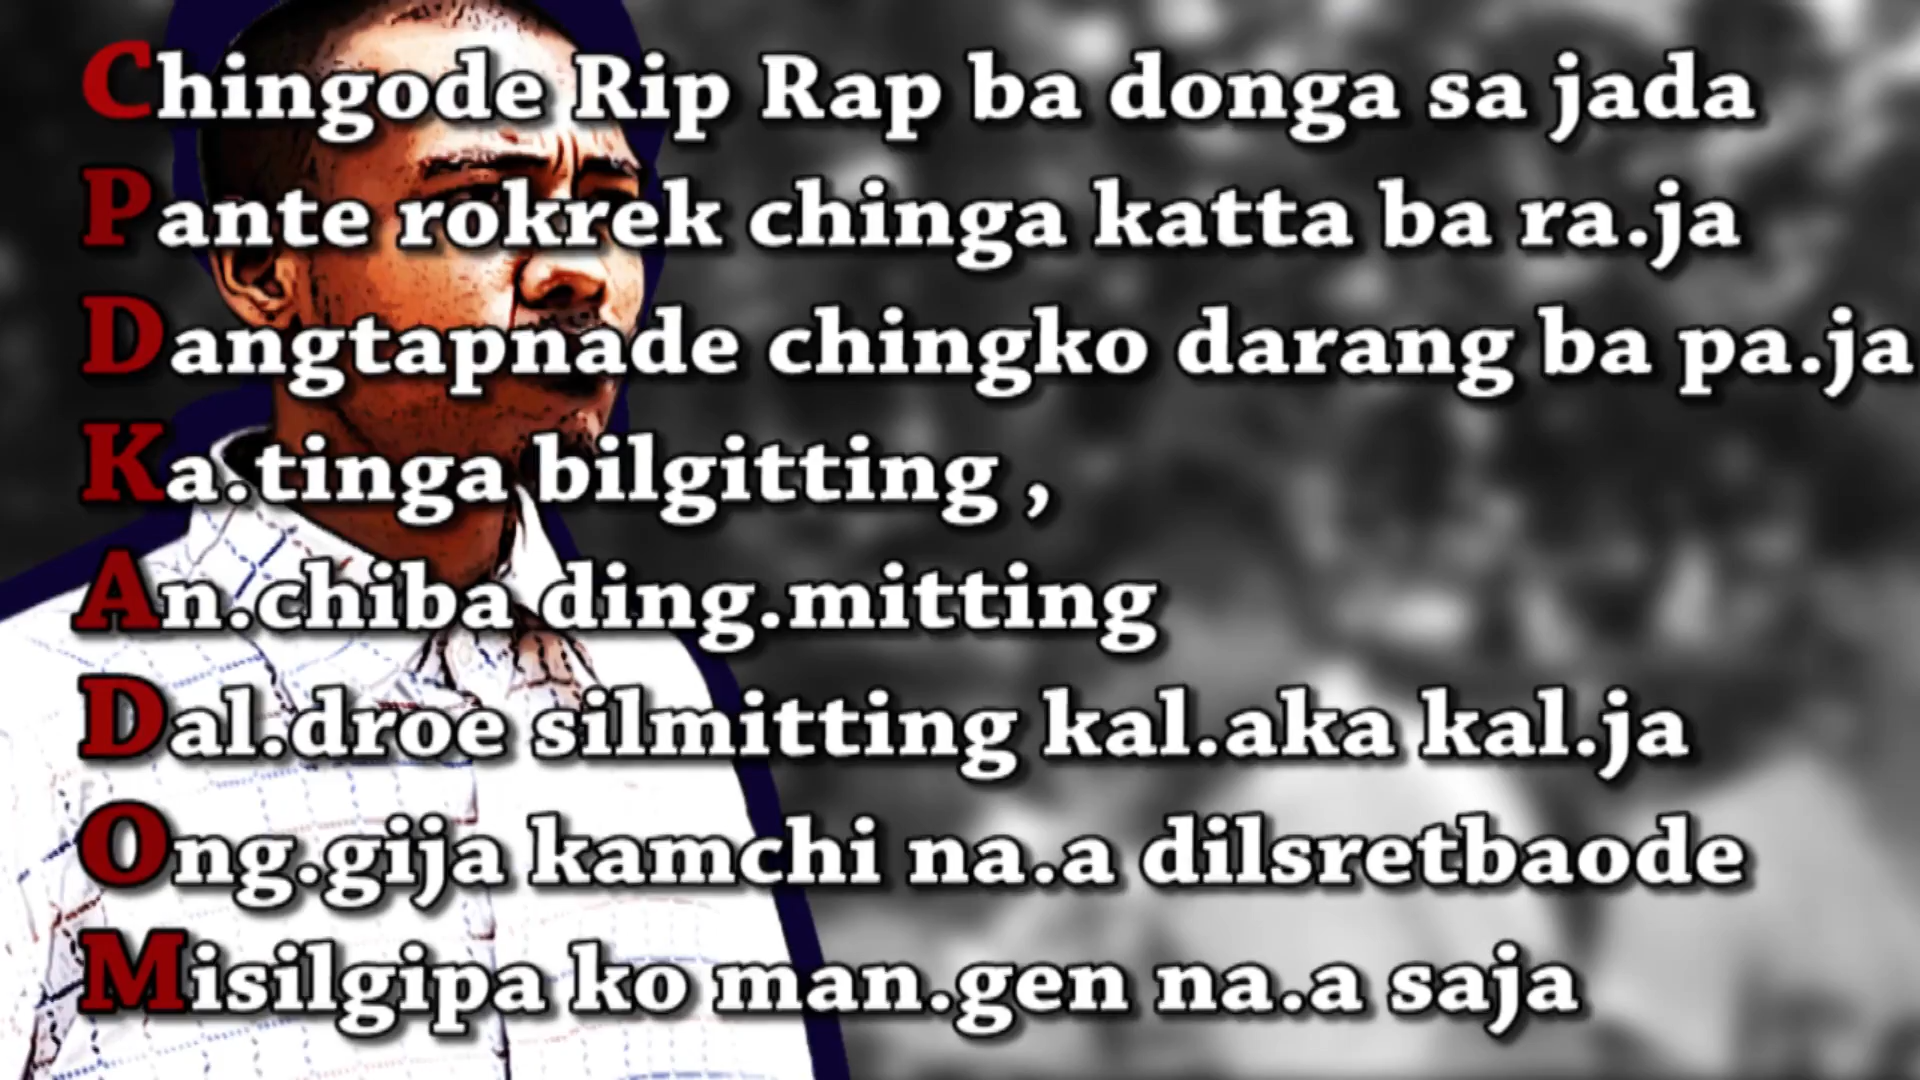 Chingode Rip Rap ba donga sa jada
Pante rokrek chinga katta ba ra.ja
Dangtapnade chingko darang ba pa.ja
Ka.tinga bilgitting ,
An.chiba ding.mitting
Dal.droe silmitting kal.aka kal.ja
Ong.gija kamchi na.a dilsretbaode
Misilgipa ko man.gen na.a saja